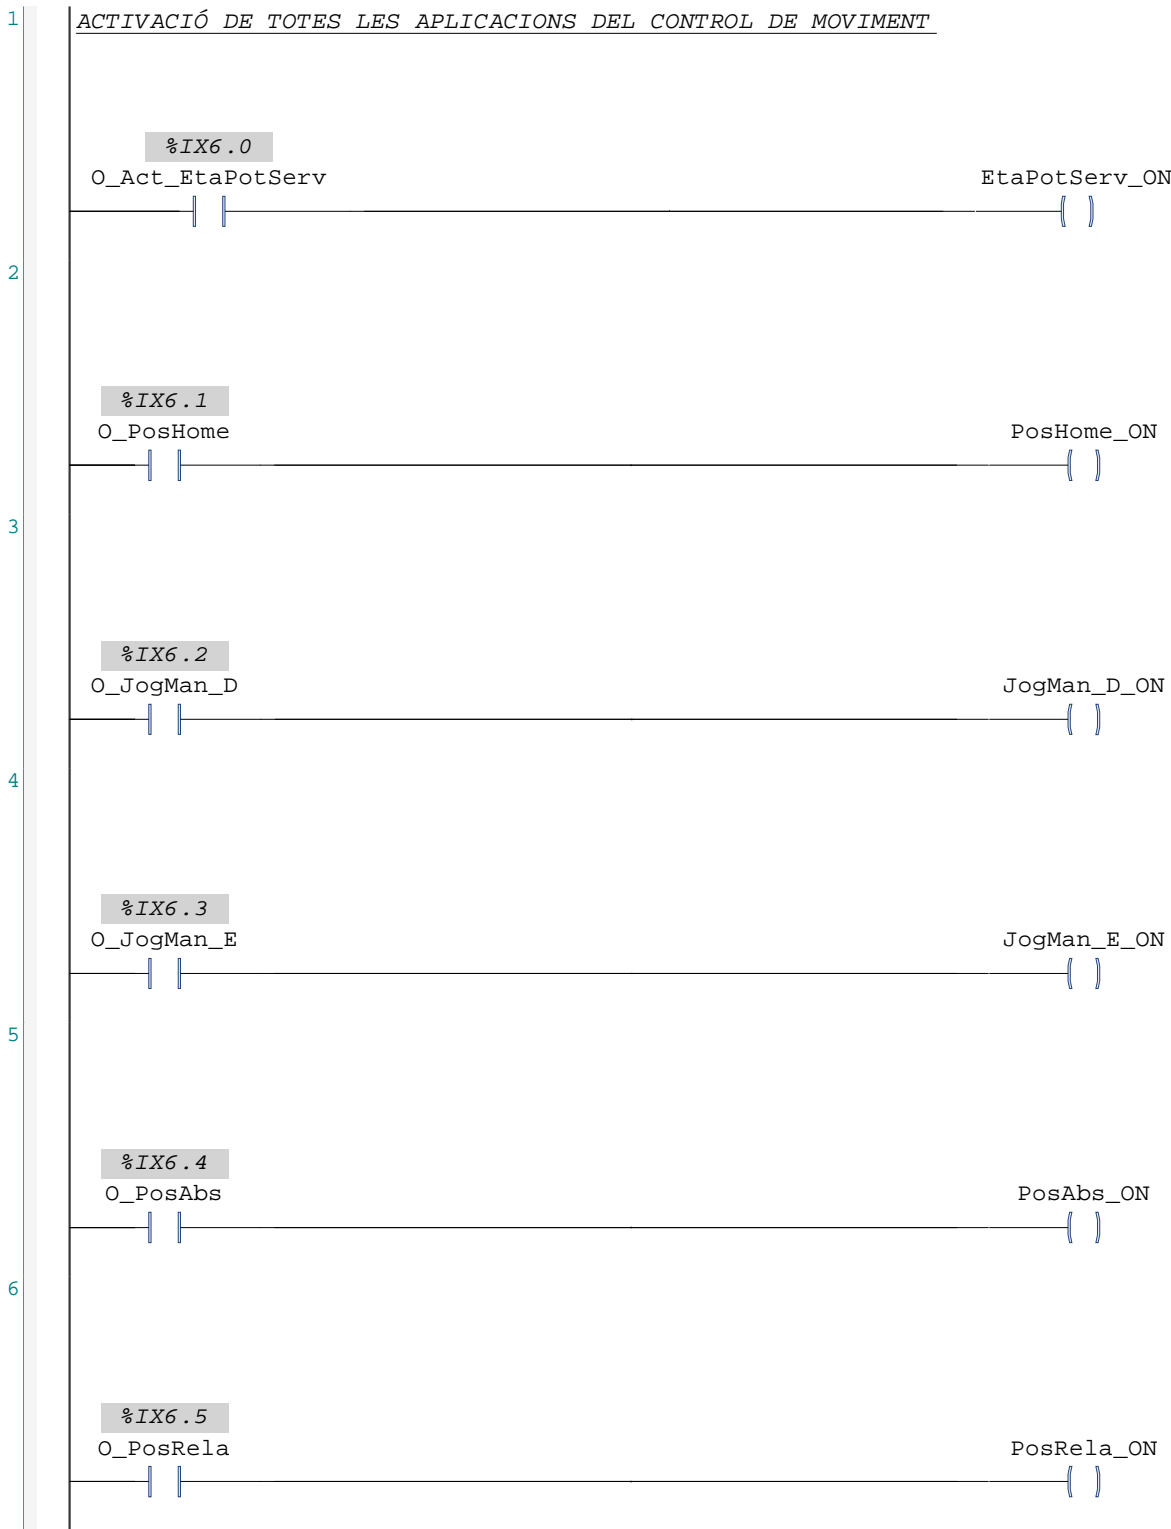 1 ACTIVACIÓ DE TOTES LES APLICACIONS DEL CONTROL DE MOVIMENT
%IX6.0
O_Act_EtaPotServ EtaPotServ_ON
2
%IX6.1
O_PosHome PosHome_ON
3
%IX6.2
O_JogMan_D JogMan_D_ON
4
%IX6.3
O_JogMan_E JogMan_E_ON
5
%IX6.4
O_PosAbs PosAbs_ON
6
%IX6.5
O_PosRela PosRela_ON